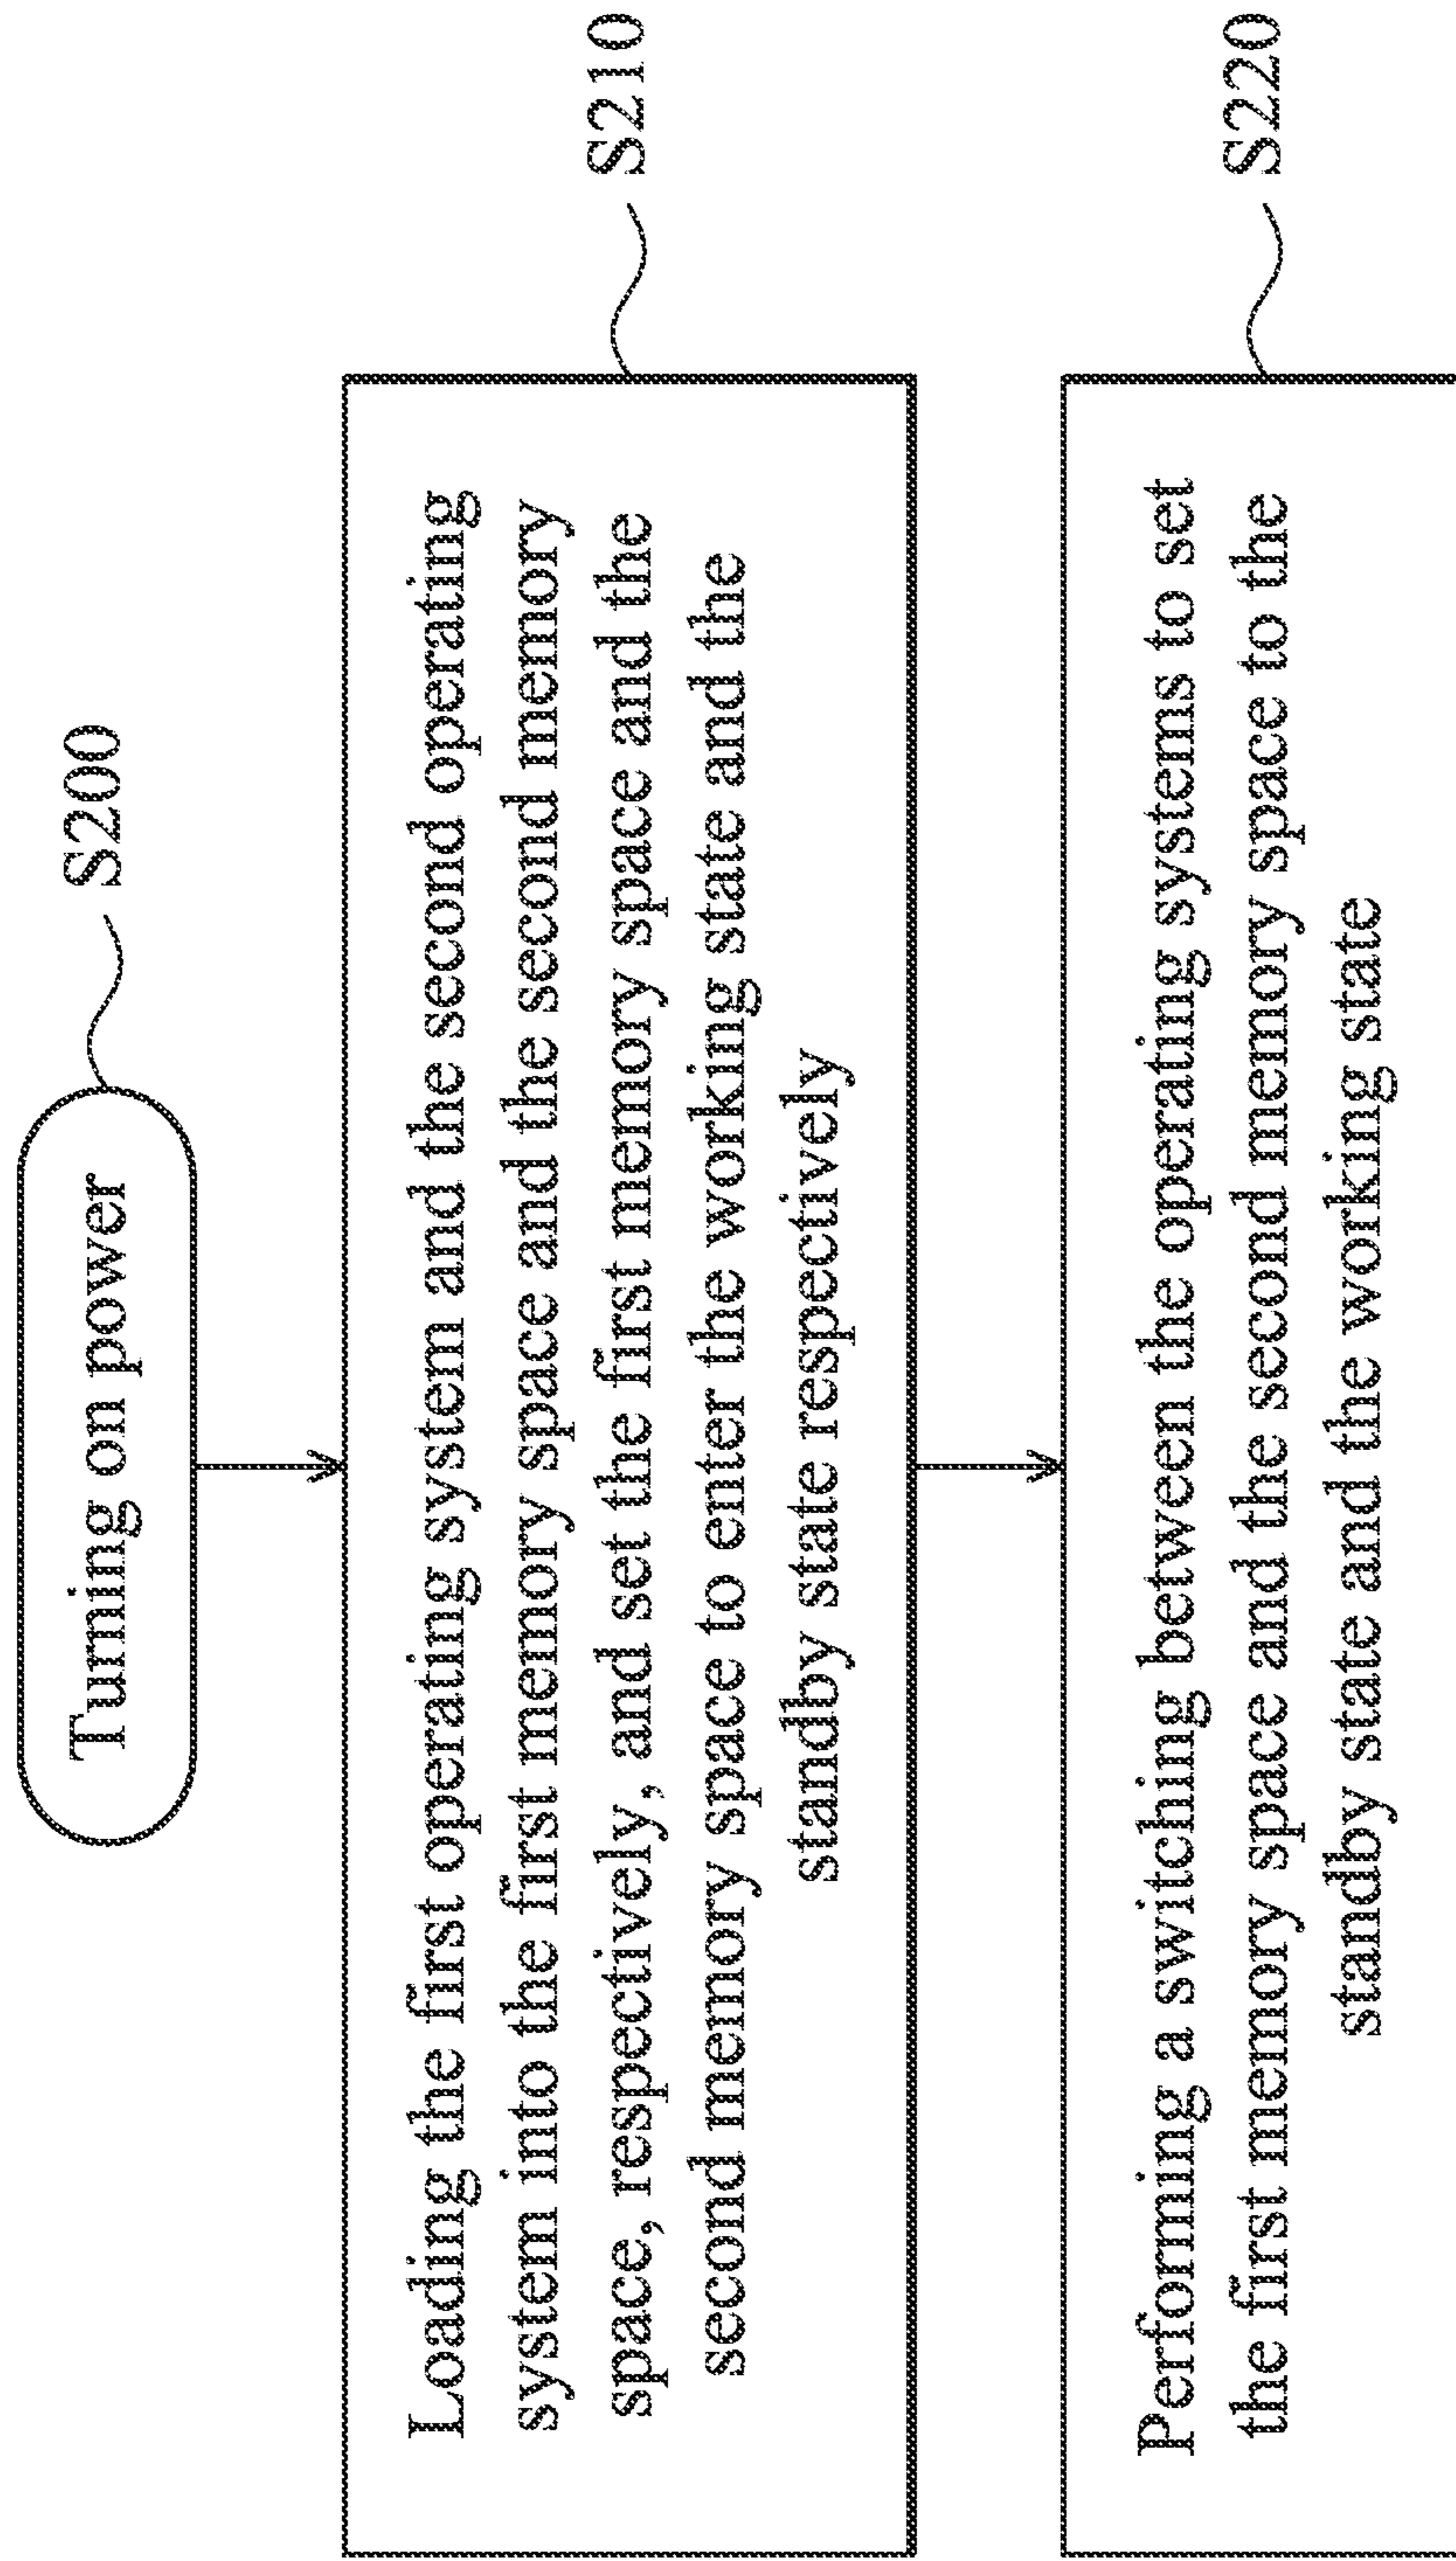 Turning on power
S200
Loading the first operating system and the second operating
system into the first memory space and the second memory
space, respectively, and set the first memory space and the
second memory space to enter the working state and the
standby state respectively
S210
Performing a switching between the operating systems to set
the first memory space and the second memory space to the
standby state and the working state
S220